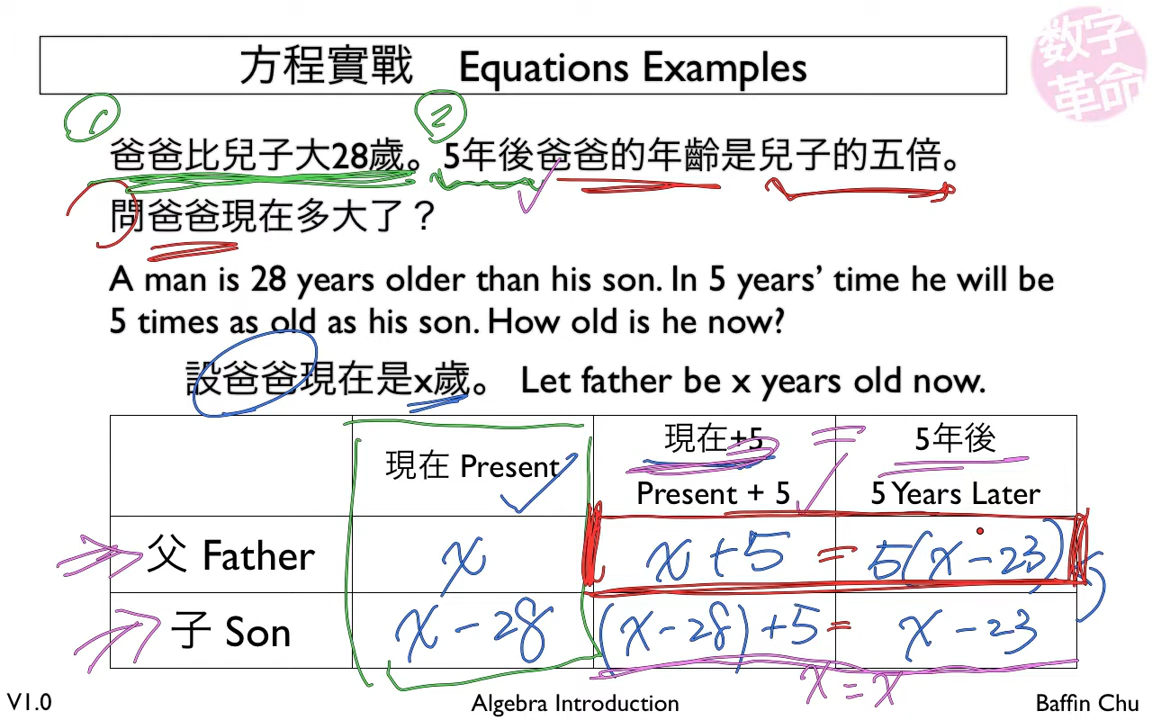 数字
革命
方程實戰 Equations Examples
1 2
爸爸比兒子大28歲。5年後爸爸的年齡是兒子的五倍。
問爸爸現在多大了？
A man is 28 years older than his son. In 5 years’ time he will be
5 times as old as his son. How old is he now?
設爸爸現在是x歲。 Let father be x years old now.
現在 Present
現在+5 = 5年後
Present + 5 5 Years Later
父 Father x x + 5 = 5(x - 23)
子 Son x - 28 (x - 28) + 5 = x - 23
x = x
V1.0 Algebra Introduction Baffin Chu